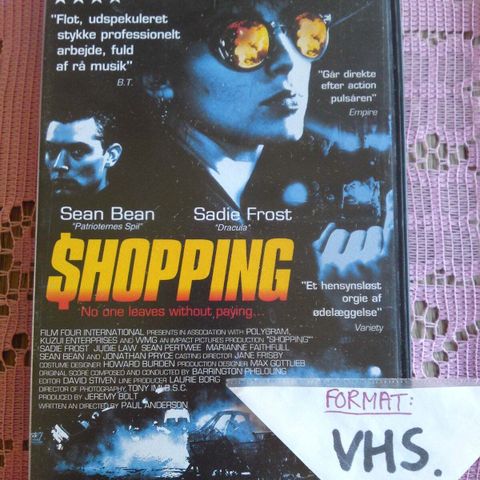 "Flot, udspekuleret
stykke professionelt
arbejde, fuld
af rå musik"
B.T.
"Går direkte
efter action
pulsåren"
Empire
Sean Bean
"Patrioternes Spil"
Sadie Frost
"Dracula"
$HOPPING
No one leaves without paying...
"Et hensynsløst
orgie af
ødelæggelse"
Variety
FILM FOUR INTERNATIONAL PRESENTS IN ASSOCIATION WITH POLYGRAM,
KUZUI ENTERPRISES AND WMG AN IMPACT PICTURES PRODUCTION "SHOPPING"
SADIE FROST JUDE LAW SEAN PERTWEE MARIANNE FAITHFULL
SEAN BEAN AND JONATHAN PRYCE CASTING DIRECTOR JANE FRISBY
COSTUME DESIGNER HOWARD BURDEN PRODUCTION DESIGNER MAX GOTTLIEB
ORIGINAL SCORE COMPOSED AND CONDUCTED BY BARRINGTON PHELOUNG
EDITOR DAVID STIVEN LINE PRODUCER LAURIE BORG
DIRECTOR OF PHOTOGRAPHY, TONY IMI B.S.C.
PRODUCED BY JEREMY BOLT
WRITTEN AN DIRECTED BY PAUL ANDERSON
FORMAT:
VHS.